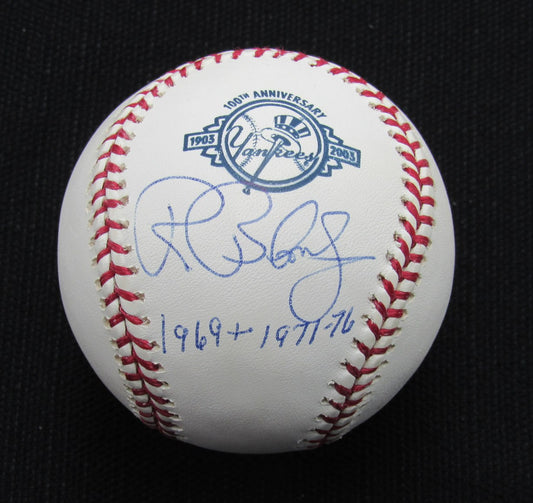 100TH ANNIVERSARY
1903 Yankees 2003
1969 + 1971-76